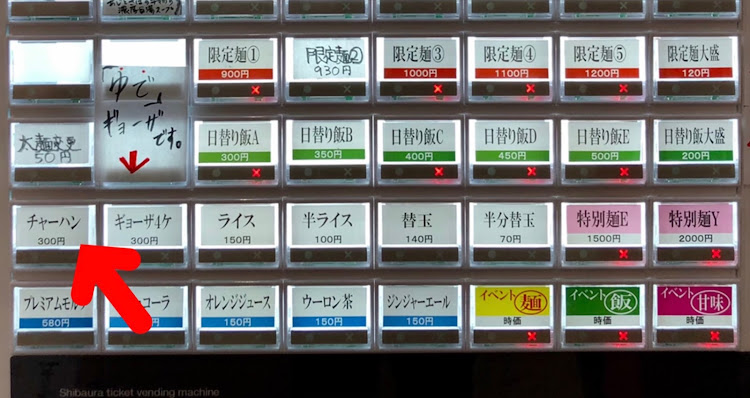 限定麺①
900円
限定麺②
930円
限定麺③
1000円
限定麺④
1100円
限定麺⑤
1200円
限定麺大盛
120円
「ゆで」
ギョーザ
です。
太麺変更
50円
日替り飯A
300円
日替り飯B
350円
日替り飯C
400円
日替り飯D
450円
日替り飯E
500円
日替り飯大盛
200円
チャーハン
300円
ギョーザ4ケ
300円
ライス
150円
半ライス
100円
替玉
140円
半分替玉
70円
特別麺E
1500円
特別麺Y
2000円
プレミアムモル
580円
コーラ
オレンジジュース
150円
ウーロン茶
150円
ジンジャーエール
150円
イベント麺
時価
イベント飯
時価
イベント甘味
時価
Shibaura ticket vending machine